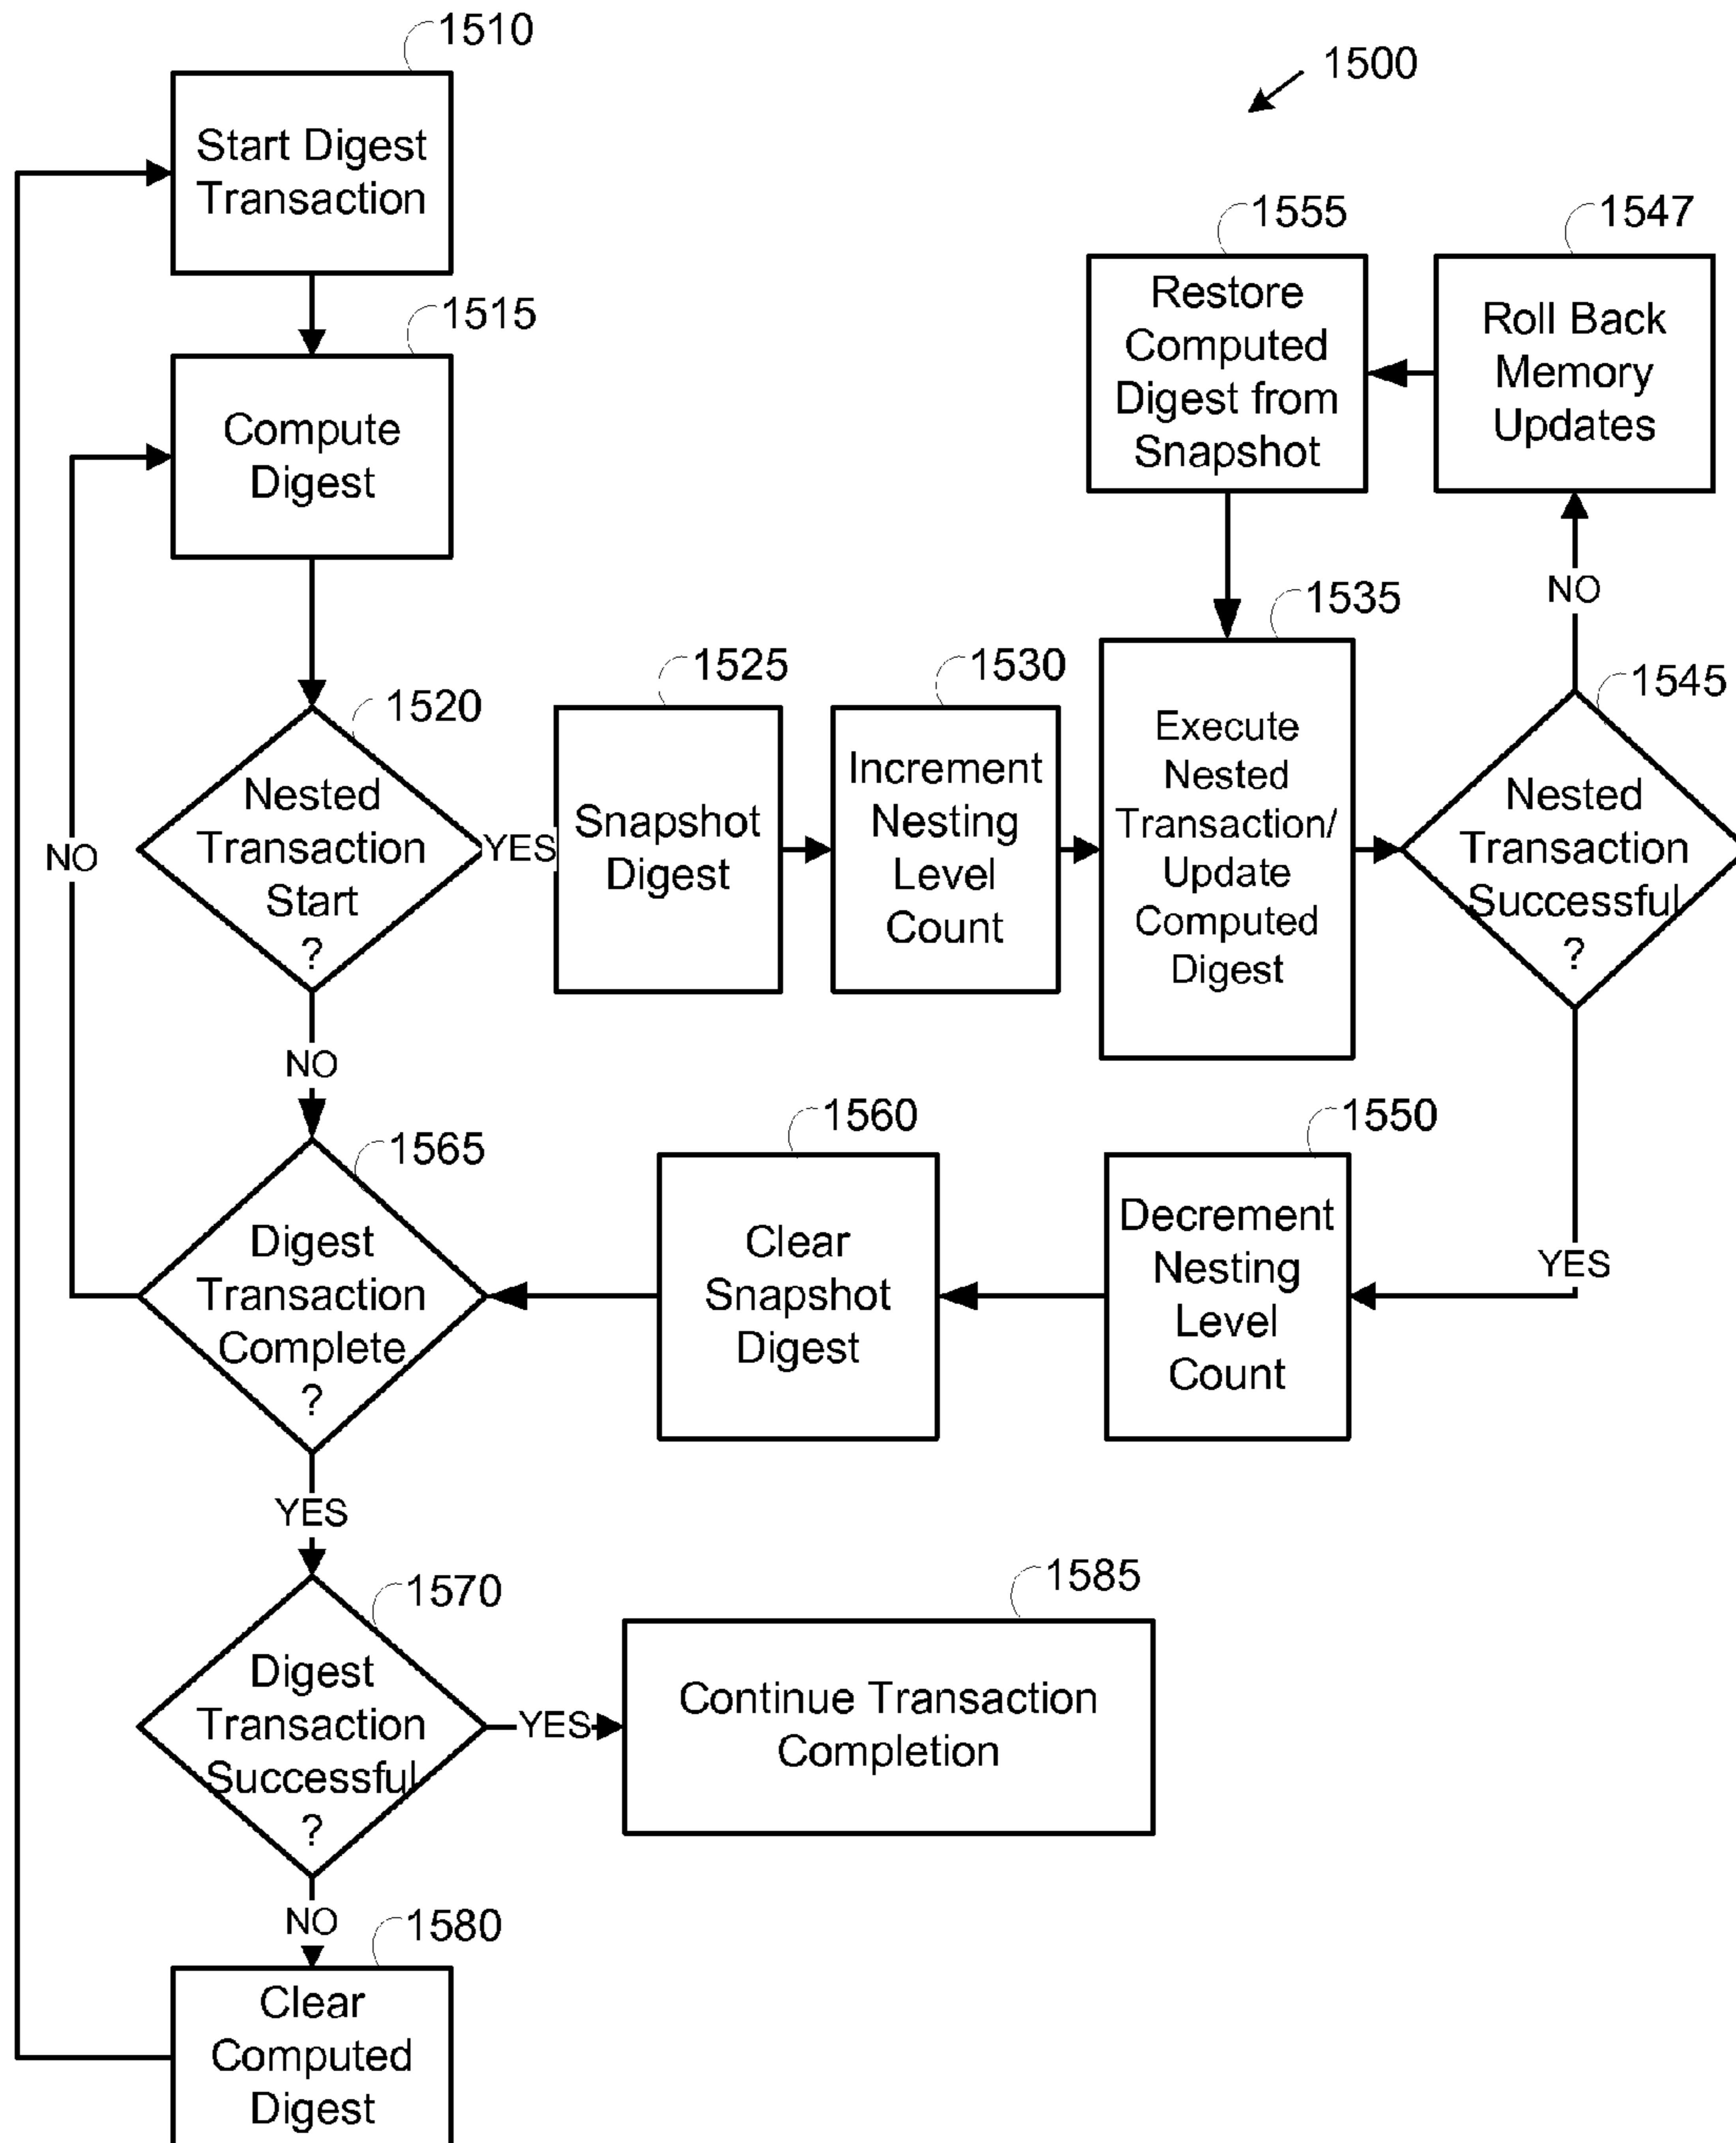 1510
1500
Start Digest
Transaction
1555
1547
Restore
Computed
Digest from
Snapshot
Roll Back
Memory
Updates
1515
Compute
Digest
NO
1535
1545
1520
1525
1530
Nested
Transaction
Start
?
YES
Snapshot
Digest
Increment
Nesting
Level
Count
Execute
Nested
Transaction/
Update
Computed
Digest
Nested
Transaction
Successful
?
NO
NO
1565
1560
1550
Digest
Transaction
Complete
?
Clear
Snapshot
Digest
Decrement
Nesting
Level
Count
YES
YES
1570
1585
Digest
Transaction
Successful
?
YES
Continue Transaction
Completion
NO
1580
Clear
Computed
Digest